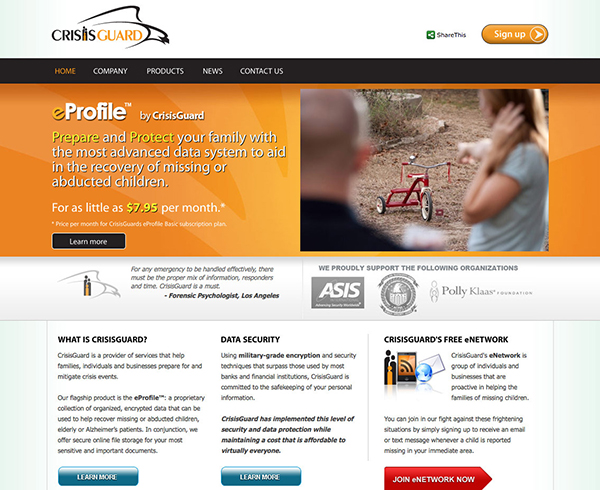 CRISIS GUARD
ShareThis
Sign up
HOME COMPANY PRODUCTS NEWS CONTACT US
eProfile™ by CrisisGuard
Prepare and Protect your family with
the most advanced data system to aid
in the recovery of missing or
abducted children.
For as little as $7.95 per month.*
* Price per month for CrisisGuards eProfile Basic subscription plan.
Learn more
For any emergency to be handled effectively, there
must be the proper mix of information, responders
and time. CrisisGuard is a must.
- Forensic Psychologist, Los Angeles
WE PROUDLY SUPPORT THE FOLLOWING ORGANIZATIONS
ASIS
INTERNATIONAL
Advancing Security Worldwide
Polly Klaas FOUNDATION
WHAT IS CRISISGUARD?
CrisisGuard is a provider of services that help
families, individuals and businesses prepare for and
mitigate crisis events.
Our flagship product is the eProfile™: a proprietary
collection of organized, encrypted data that can be
used to help recover missing or abducted children,
elderly or Alzheimer's patients. In conjunction, we
offer secure online file storage for your most
sensitive and important documents.
LEARN MORE
DATA SECURITY
Using military-grade encryption and security
techniques that surpass those used by most
banks and financial institutions, CrisisGuard is
committed to the safekeeping of your personal
information.
CrisisGuard has implemented this level of
security and data protection while
maintaining a cost that is affordable to
virtually everyone.
LEARN MORE
CRISISGUARD'S FREE eNETWORK
CrisisGuard's eNetwork is
group of individuals and
businesses that are
proactive in helping the
families of missing children.
You can join in our fight against these frightening
situations by simply signing up to receive an email
or text message whenever a child is reported
missing in your immediate area.
JOIN eNETWORK NOW